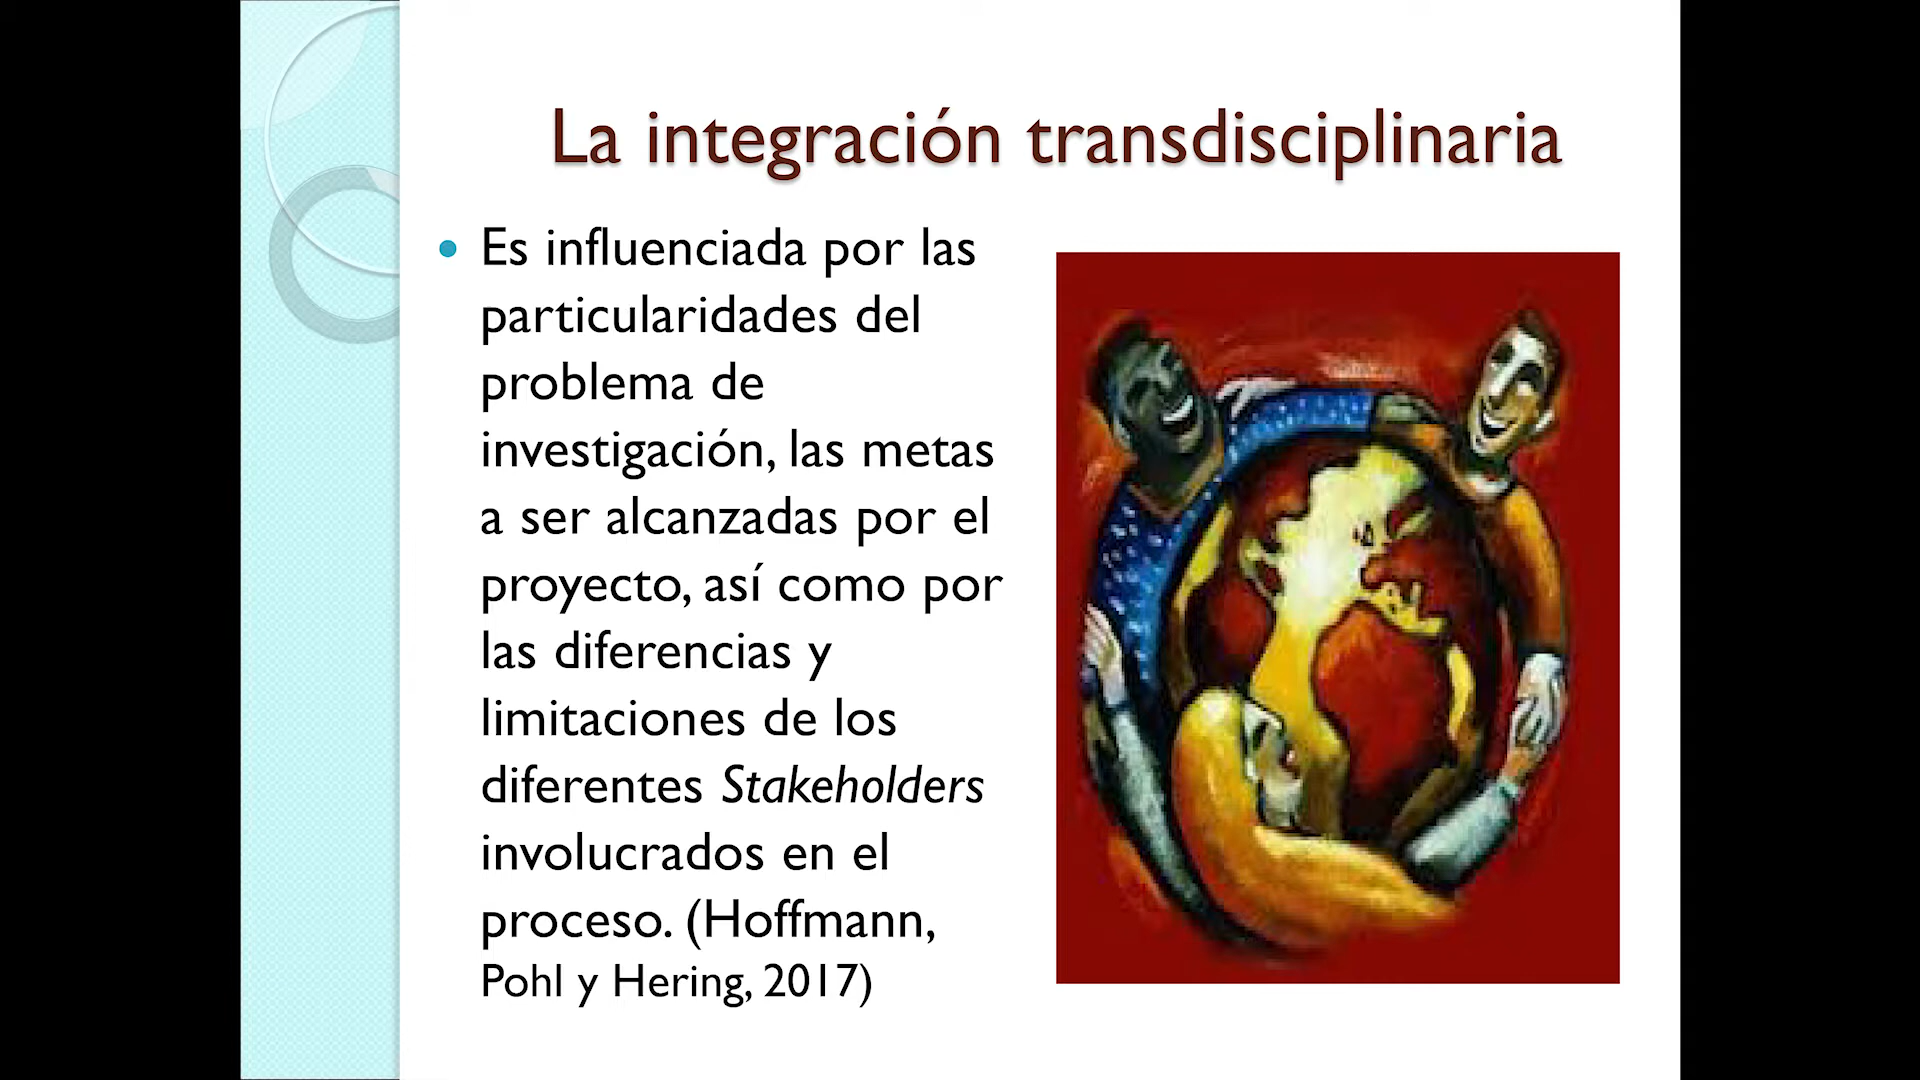 La integración transdisciplinaria
Es influenciada por las
particularidades del
problema de
investigación, las metas
a ser alcanzadas por el
proyecto, así como por
las diferencias y
limitaciones de los
diferentes Stakeholders
involucrados en el
proceso. (Hoffmann,
Pohl y Hering, 2017)